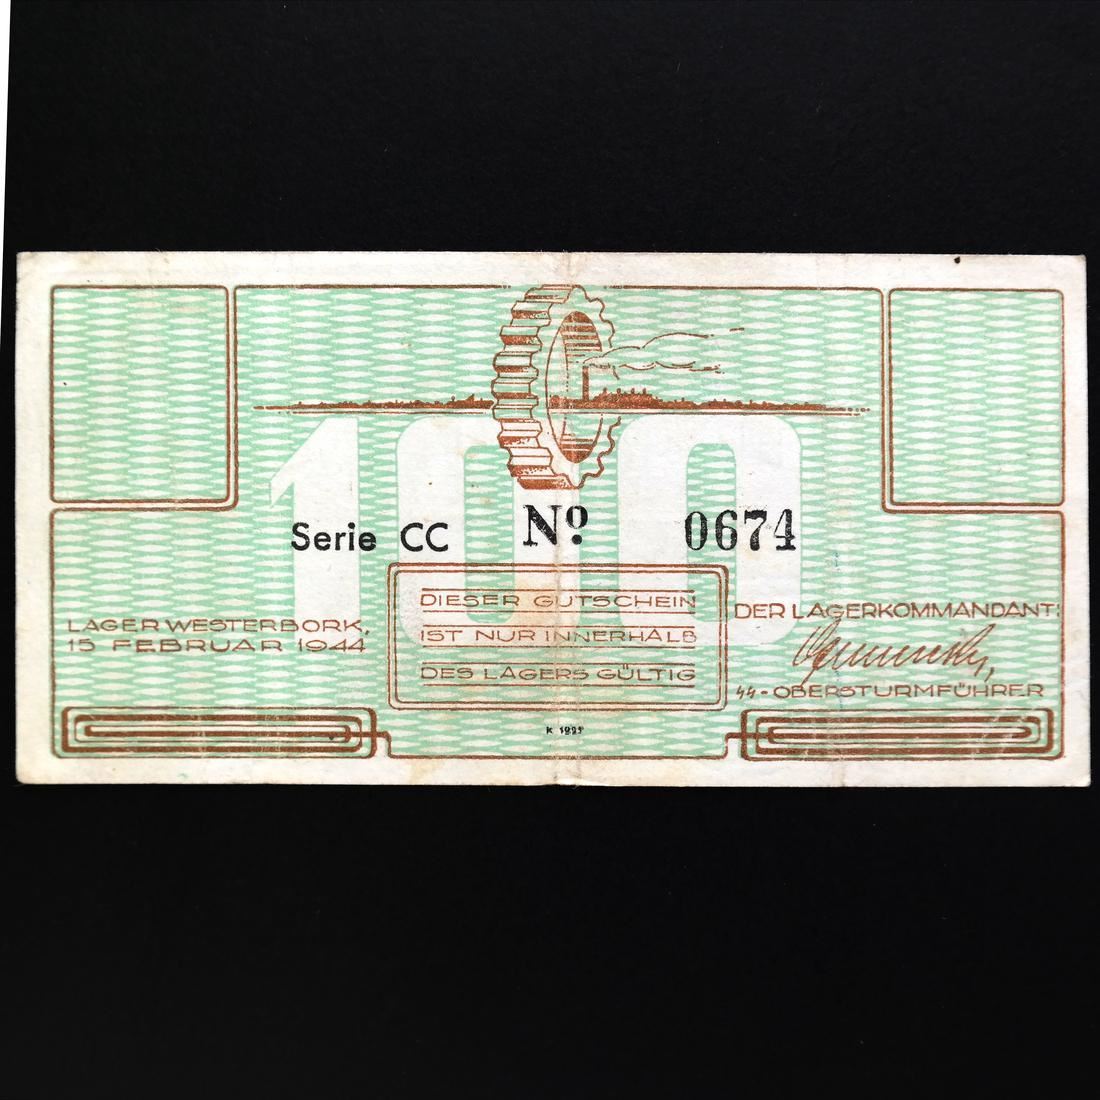 100
Serie CC Nº 0674
LAGER WESTERBORK,
15 FEBRUAR 1944
DIESER GUTSCHEIN
IST NUR INNERHALB
DES LAGERS GÜLTIG
DER LAGERKOMMANDANT:
SS-OBERSTURMFÜHRER